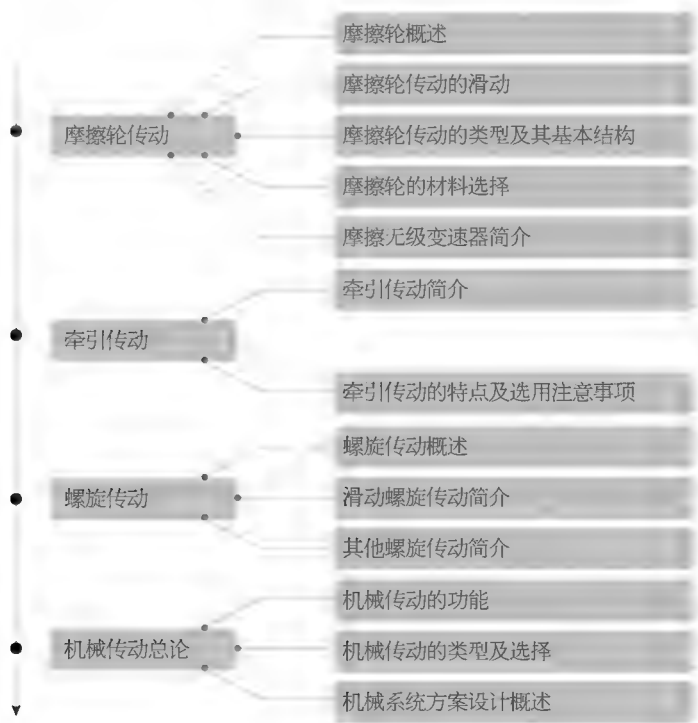 摩擦轮传动
摩擦轮概述
摩擦轮传动的滑动
摩擦轮传动的类型及其基本结构
摩擦轮的材料选择
摩擦无级变速器简介
牵引传动
牵引传动简介
牵引传动的特点及选用注意事项
螺旋传动
螺旋传动概述
滑动螺旋传动简介
其他螺旋传动简介
机械传动总论
机械传动的功能
机械传动的类型及选择
机械系统方案设计概述